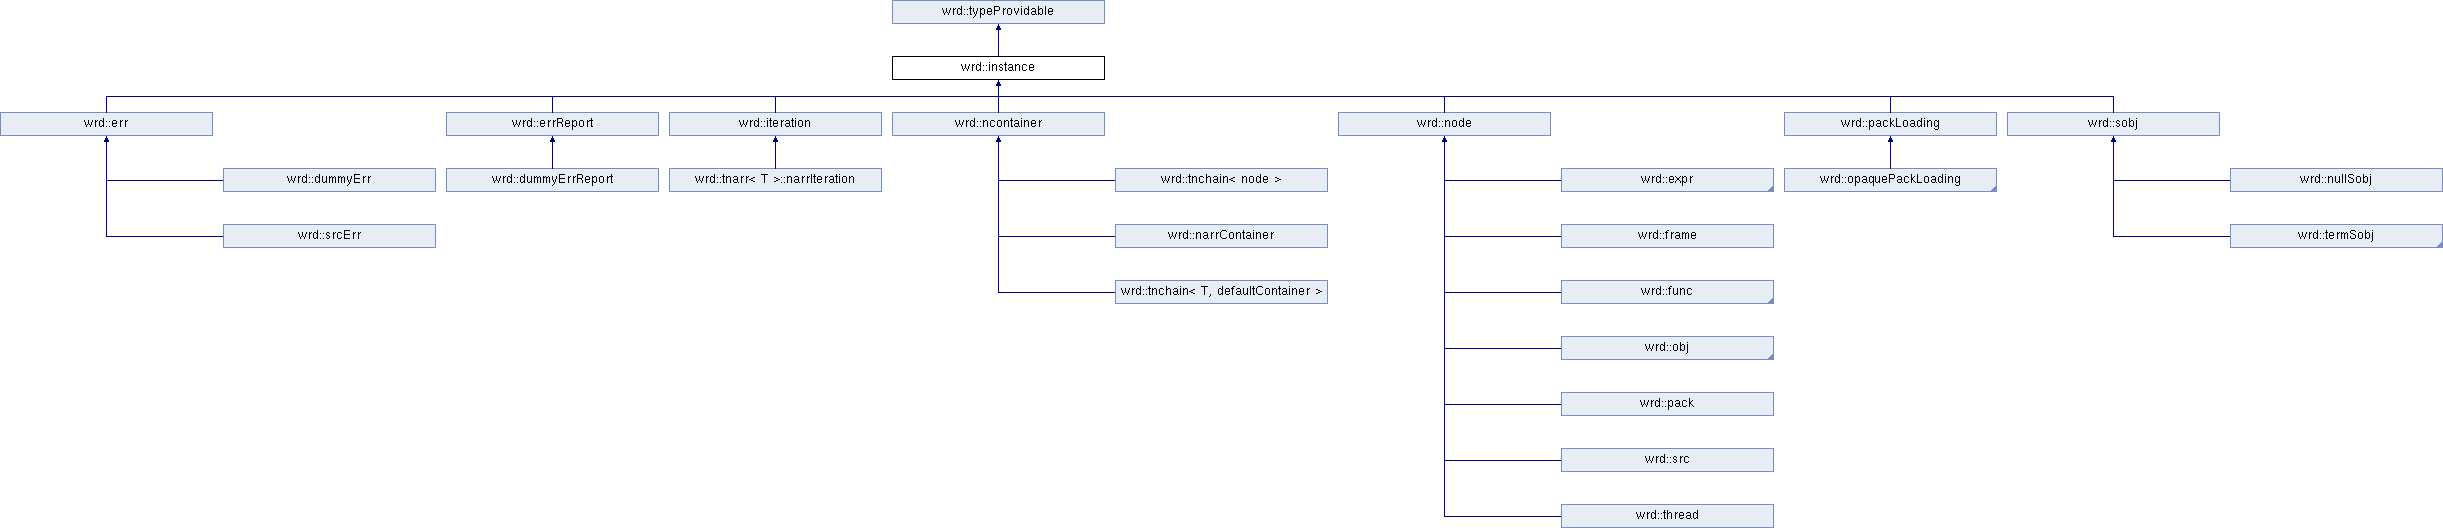 wrd::typeProvidable
wrd::instance
wrd::err
wrd::errReport
wrd::iteration
wrd::ncontainer
wrd::node
wrd::packLoading
wrd::sobj
wrd::dummyErr
wrd::dummyErrReport
wrd::tnarr< T >::narrIteration
wrd::tnchain< node >
wrd::expr
wrd::opaquePackLoading
wrd::nullSobj
wrd::srcErr
wrd::narrContainer
wrd::frame
wrd::termSobj
wrd::tnchain< T, defaultContainer >
wrd::func
wrd::obj
wrd::pack
wrd::src
wrd::thread